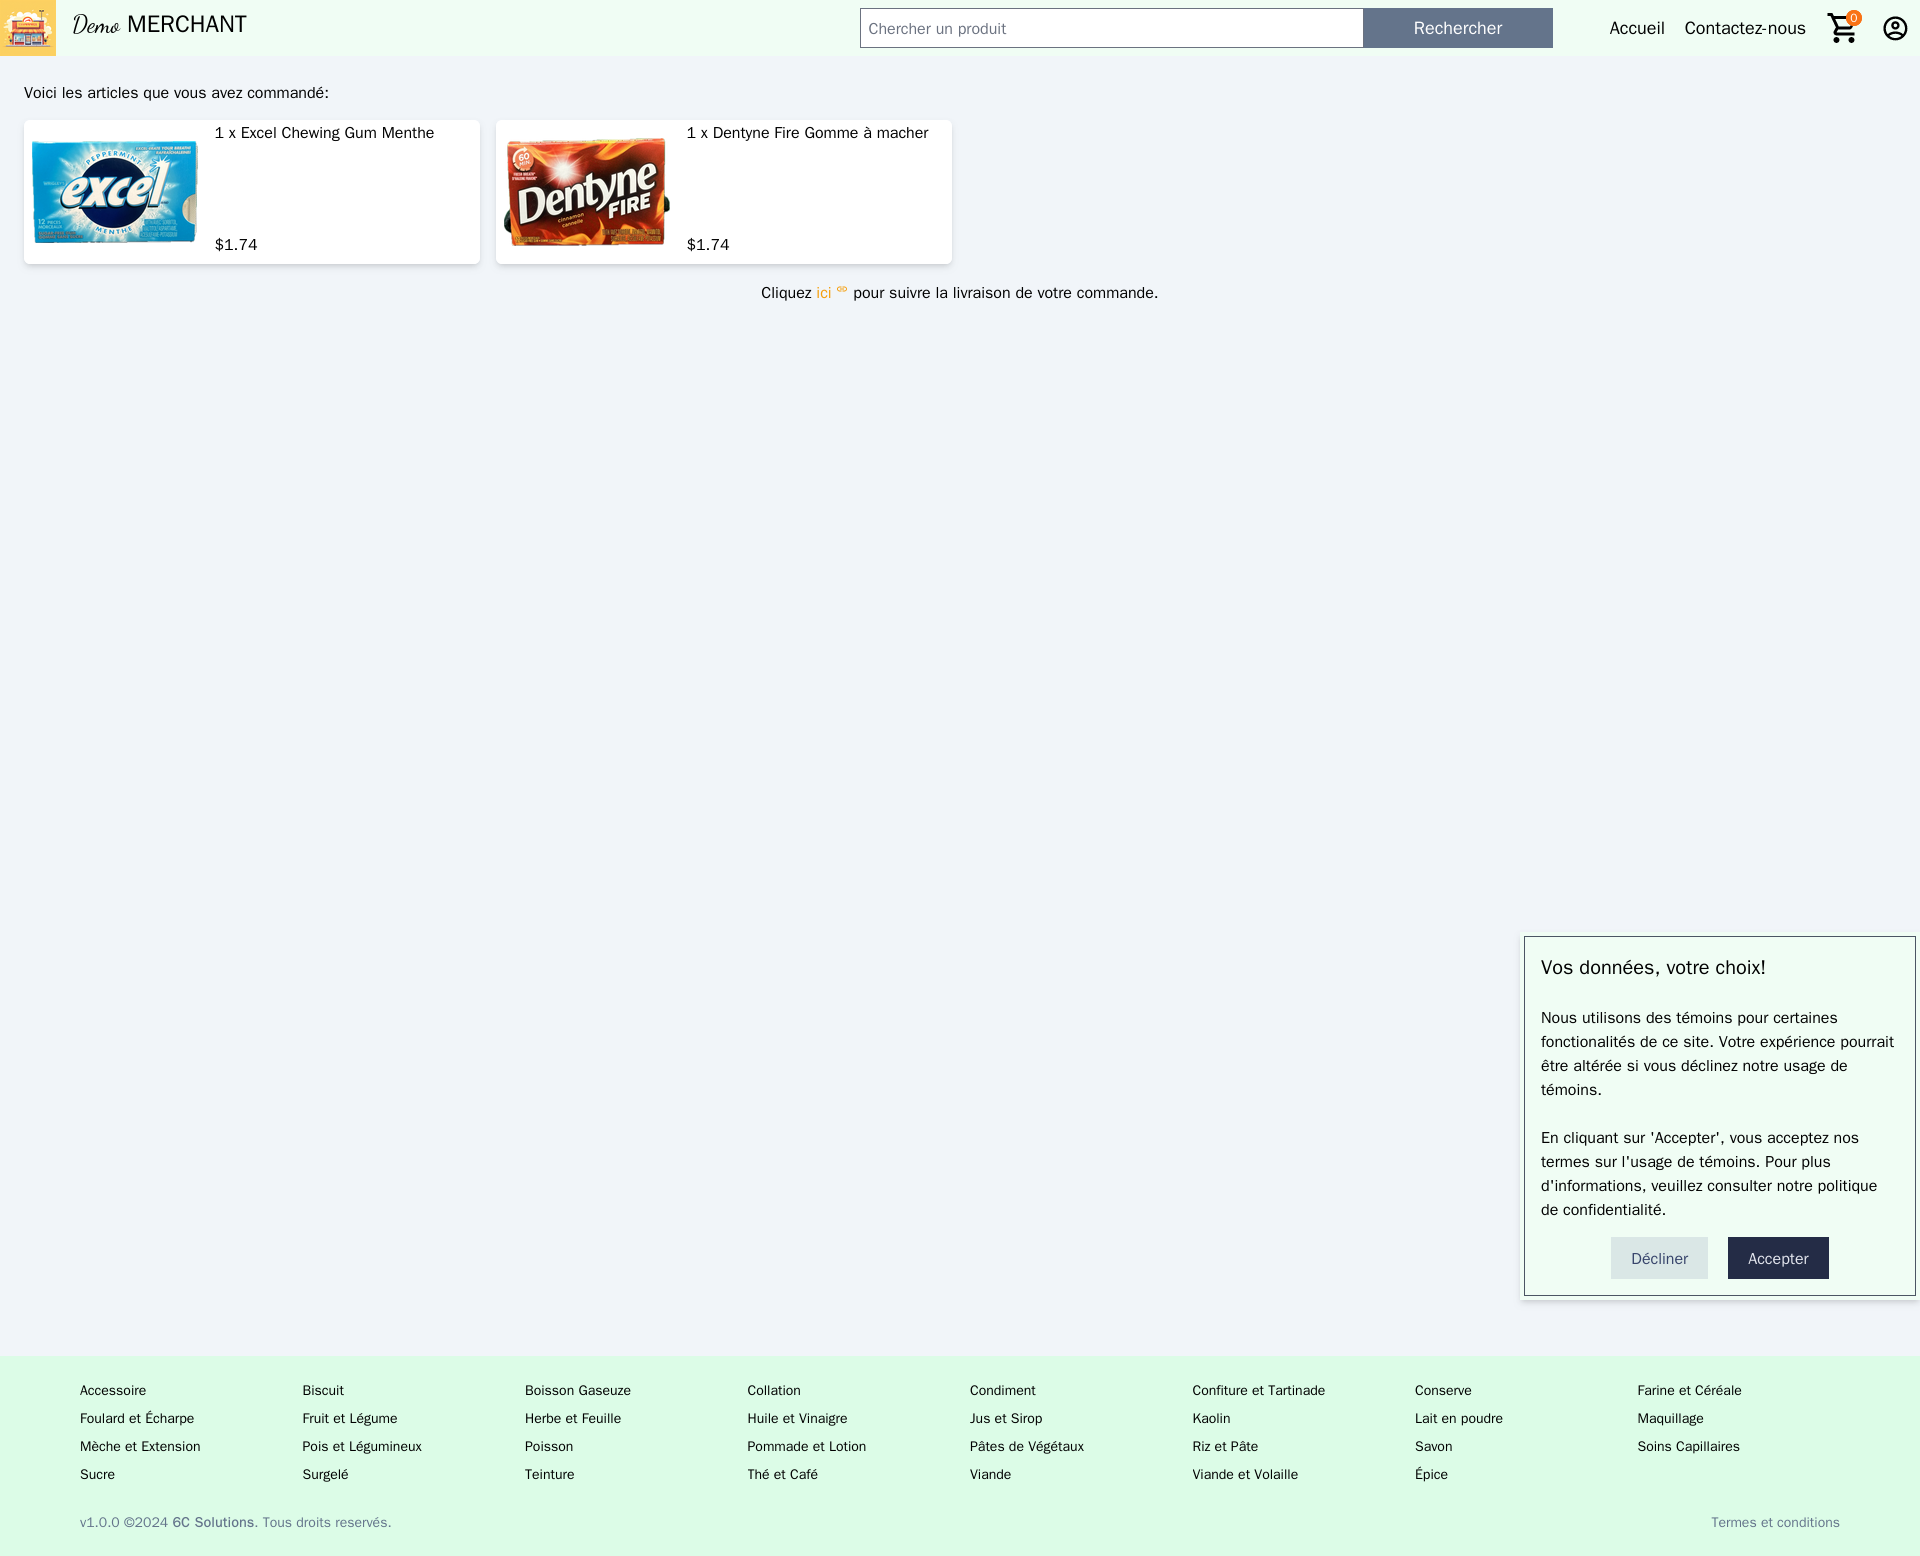 Demo MERCHANT
Chercher un produit
Rechercher
Accueil
Contactez-nous
0
Voici les articles que vous avez commandé:
PEPPERMINT
excel
MENTHE
1 x Excel Chewing Gum Menthe
$1.74
60
Dentyne
FIRE
cinnamon
cannelle
1 x Dentyne Fire Gomme à macher
$1.74
Cliquez ici pour suivre la livraison de votre commande.
Vos données, votre choix!
Nous utilisons des témoins pour certaines
fonctionalités de ce site. Votre expérience pourrait
être altérée si vous déclinez notre usage de
témoins.
En cliquant sur 'Accepter', vous acceptez nos
termes sur l'usage de témoins. Pour plus
d'informations, veuillez consulter notre politique
de confidentialité.
Décliner
Accepter
Accessoire
Biscuit
Boisson Gaseuze
Collation
Condiment
Confiture et Tartinade
Conserve
Farine et Céréale
Foulard et Écharpe
Fruit et Légume
Herbe et Feuille
Huile et Vinaigre
Jus et Sirop
Kaolin
Lait en poudre
Maquillage
Mèche et Extension
Pois et Légumineux
Poisson
Pommade et Lotion
Pâtes de Végétaux
Riz et Pâte
Savon
Soins Capillaires
Sucre
Surgelé
Teinture
Thé et Café
Viande
Viande et Volaille
Épice
v1.0.0 ©2024 6C Solutions. Tous droits reservés.
Termes et conditions